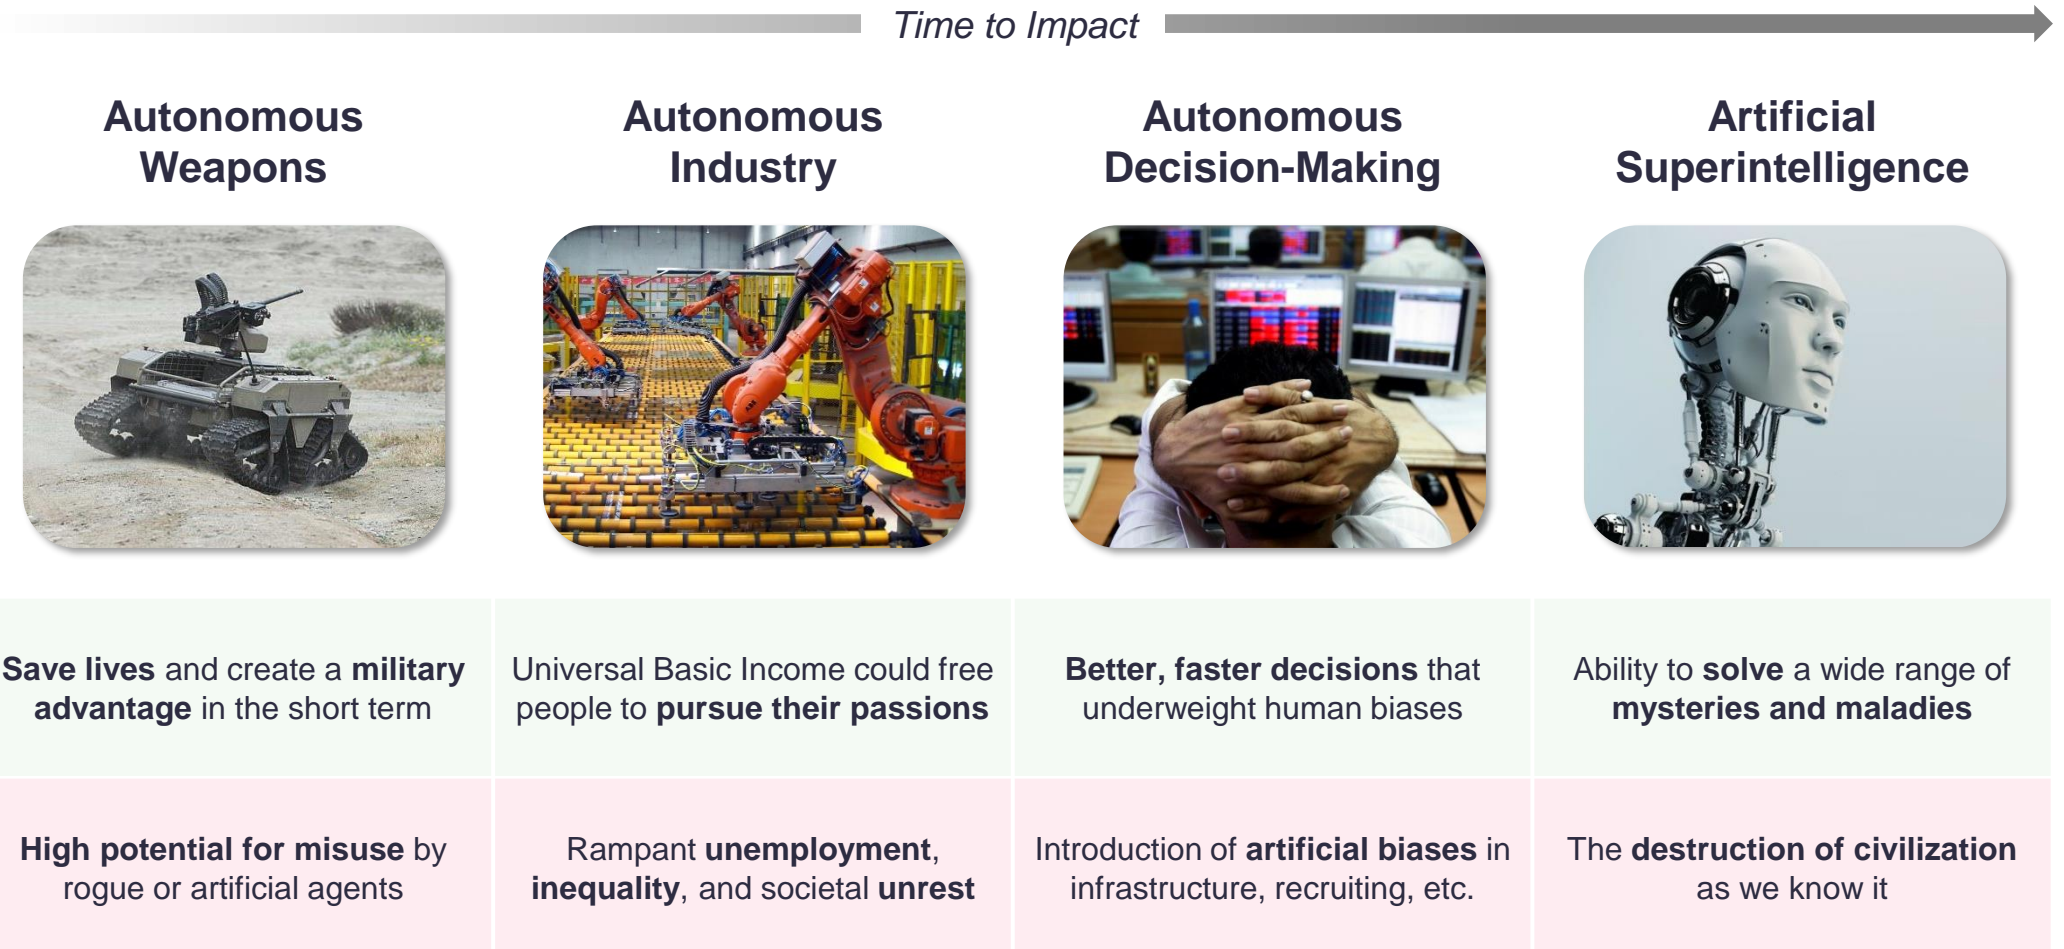 Time to Impact
Autonomous
Weapons
Autonomous
Industry
Autonomous
Decision-Making
Artificial
Superintelligence
Save lives and create a military
advantage in the short term
Universal Basic Income could free
people to pursue their passions
Better, faster decisions that
underweight human biases
Ability to solve a wide range of
mysteries and maladies
High potential for misuse by
rogue or artificial agents
Rampant unemployment,
inequality, and societal unrest
Introduction of artificial biases in
infrastructure, recruiting, etc.
The destruction of civilization
as we know it